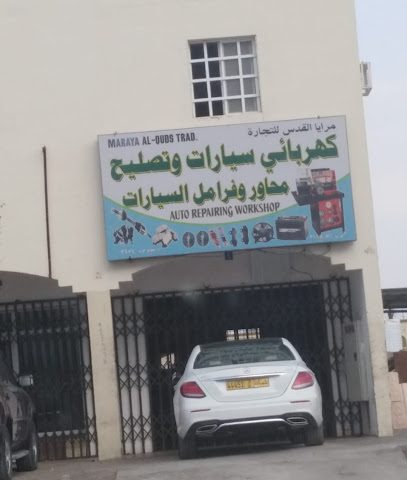 MARAYA AL-QUDS TRAD. مرايا القدس للتجارة
كهربائي سيارات وتصليح
محاور وفرامل السيارات
AUTO REPAIRING WORKSHOP